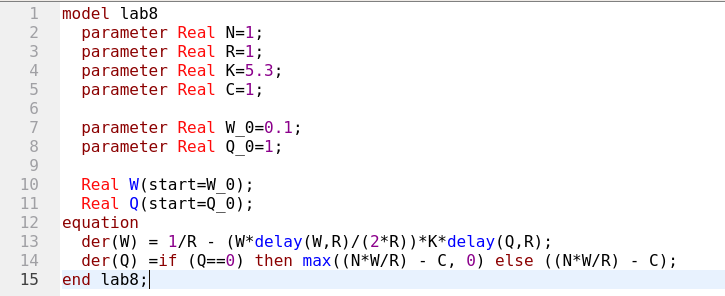 1 model lab8
2 parameter Real N=1;
3 parameter Real R=1;
4 parameter Real K=5.3;
5 parameter Real C=1;
6
7 parameter Real W_0=0.1;
8 parameter Real Q_0=1;
9
10 Real W(start=W_0);
11 Real Q(start=Q_0);
12 equation
13 der(W) = 1/R - (W*delay(W,R)/(2*R))*K*delay(Q,R);
14 der(Q) =if (Q==0) then max((N*W/R) - C, 0) else ((N*W/R) - C);
15 end lab8;